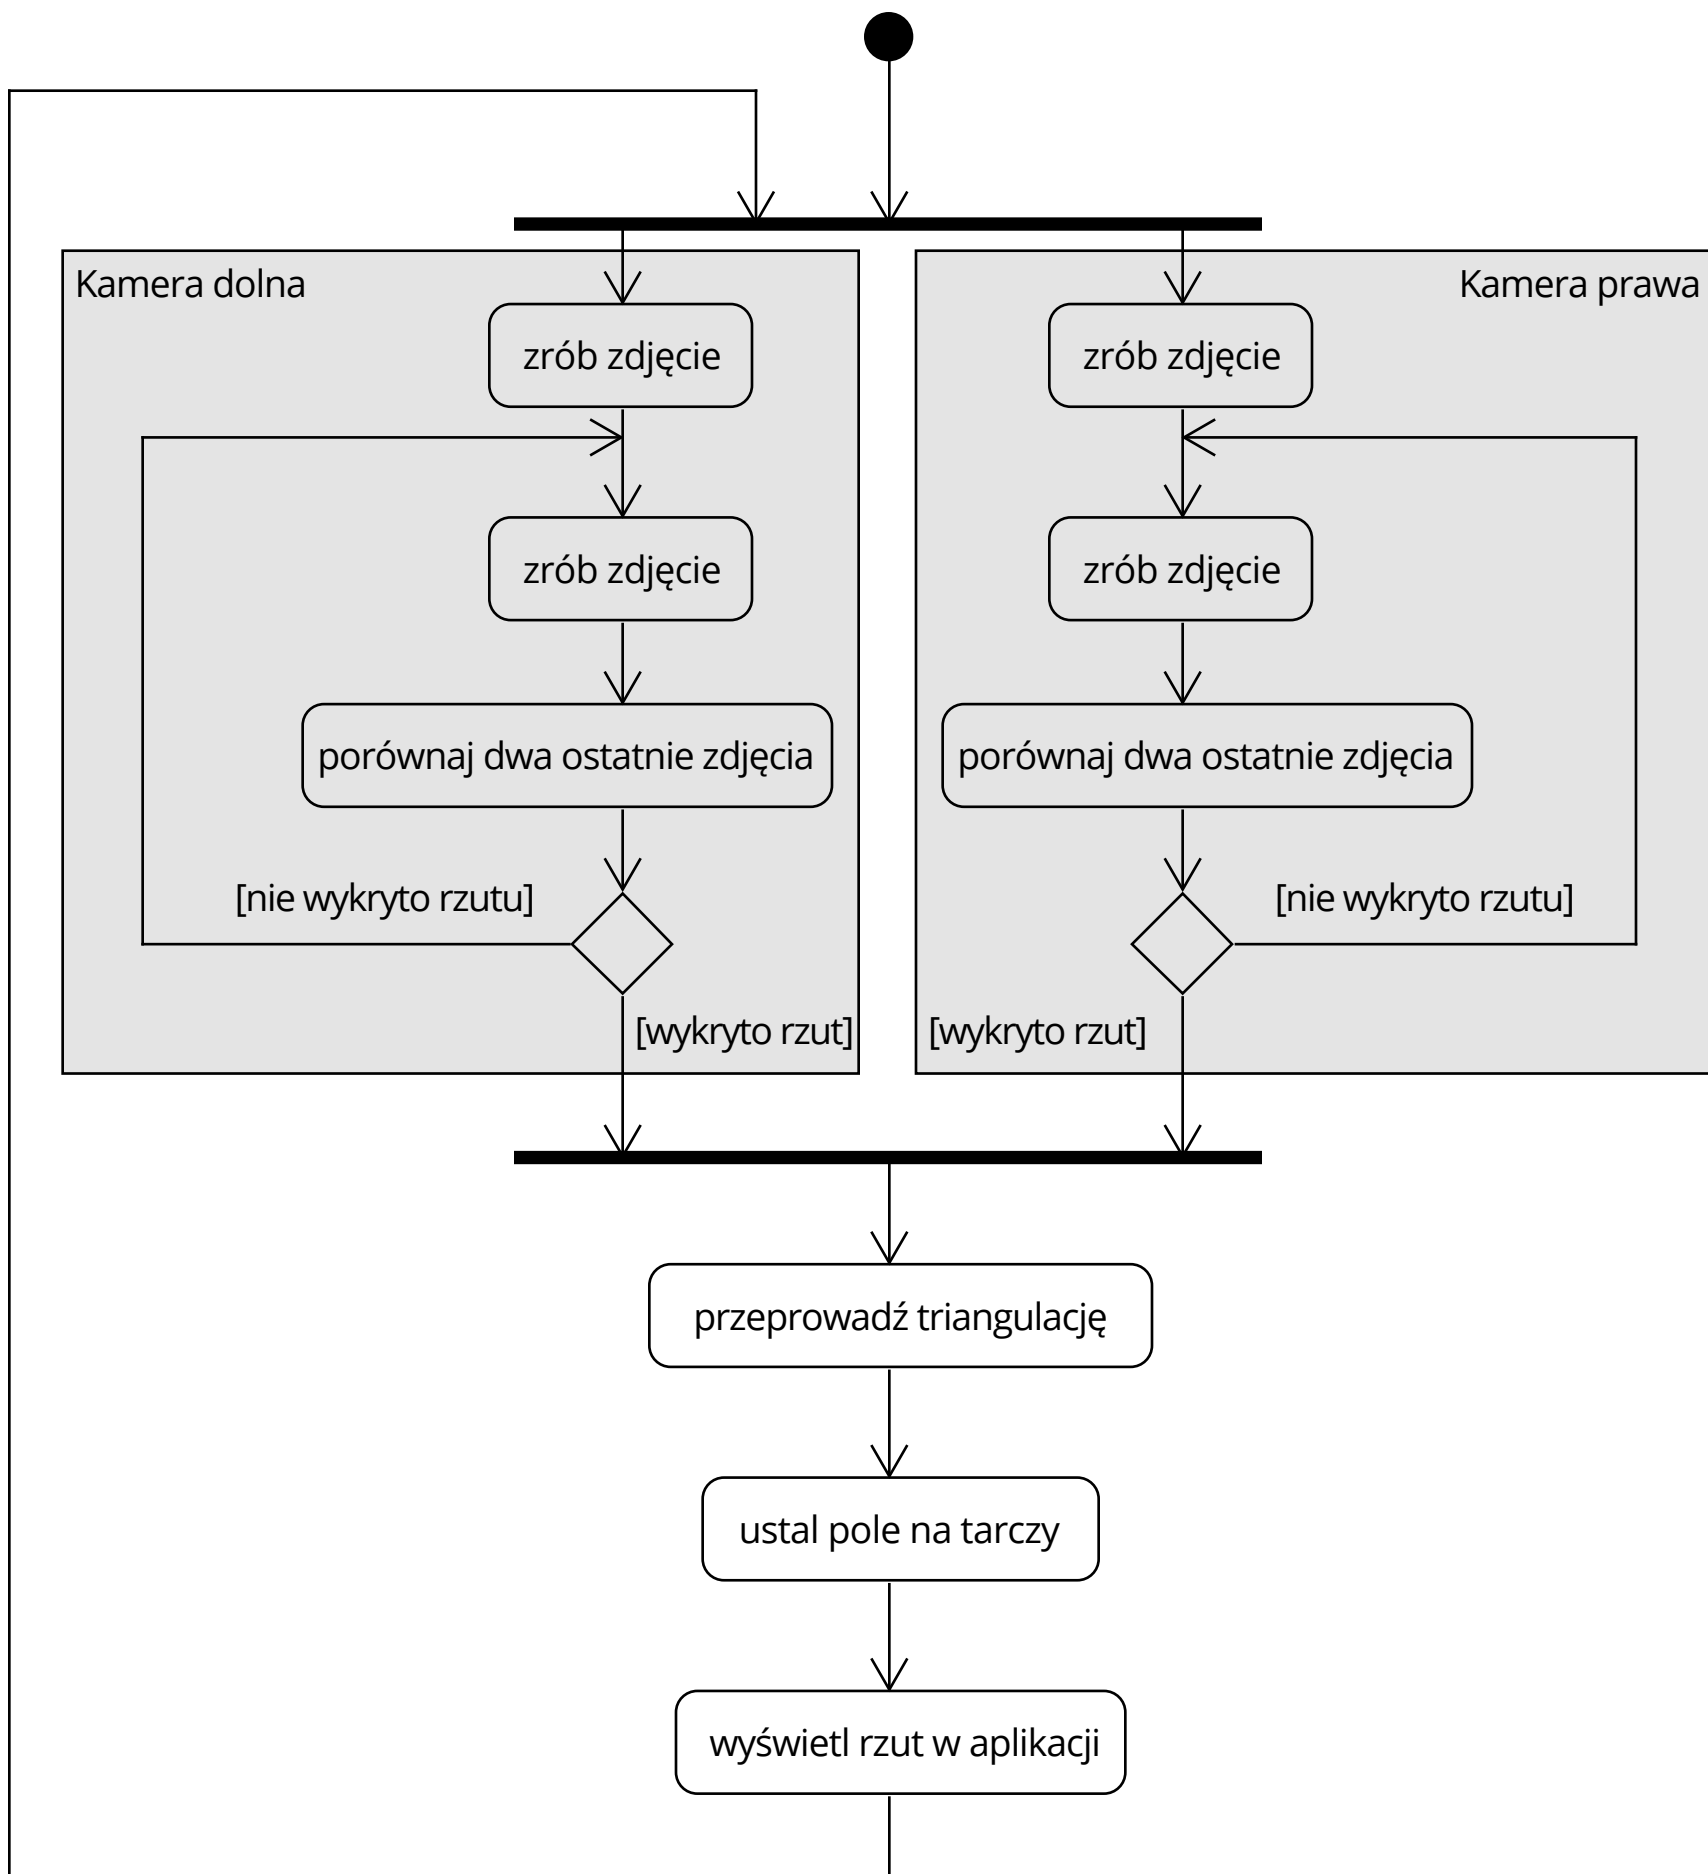 Kamera dolna
zrób zdjęcie
zrób zdjęcie
porównaj dwa ostatnie zdjęcia
[nie wykryto rzutu]
[wykryto rzut]
Kamera prawa
zrób zdjęcie
zrób zdjęcie
porównaj dwa ostatnie zdjęcia
[nie wykryto rzutu]
[wykryto rzut]
przeprowadź triangulację
ustal pole na tarczy
wyświetl rzut w aplikacji